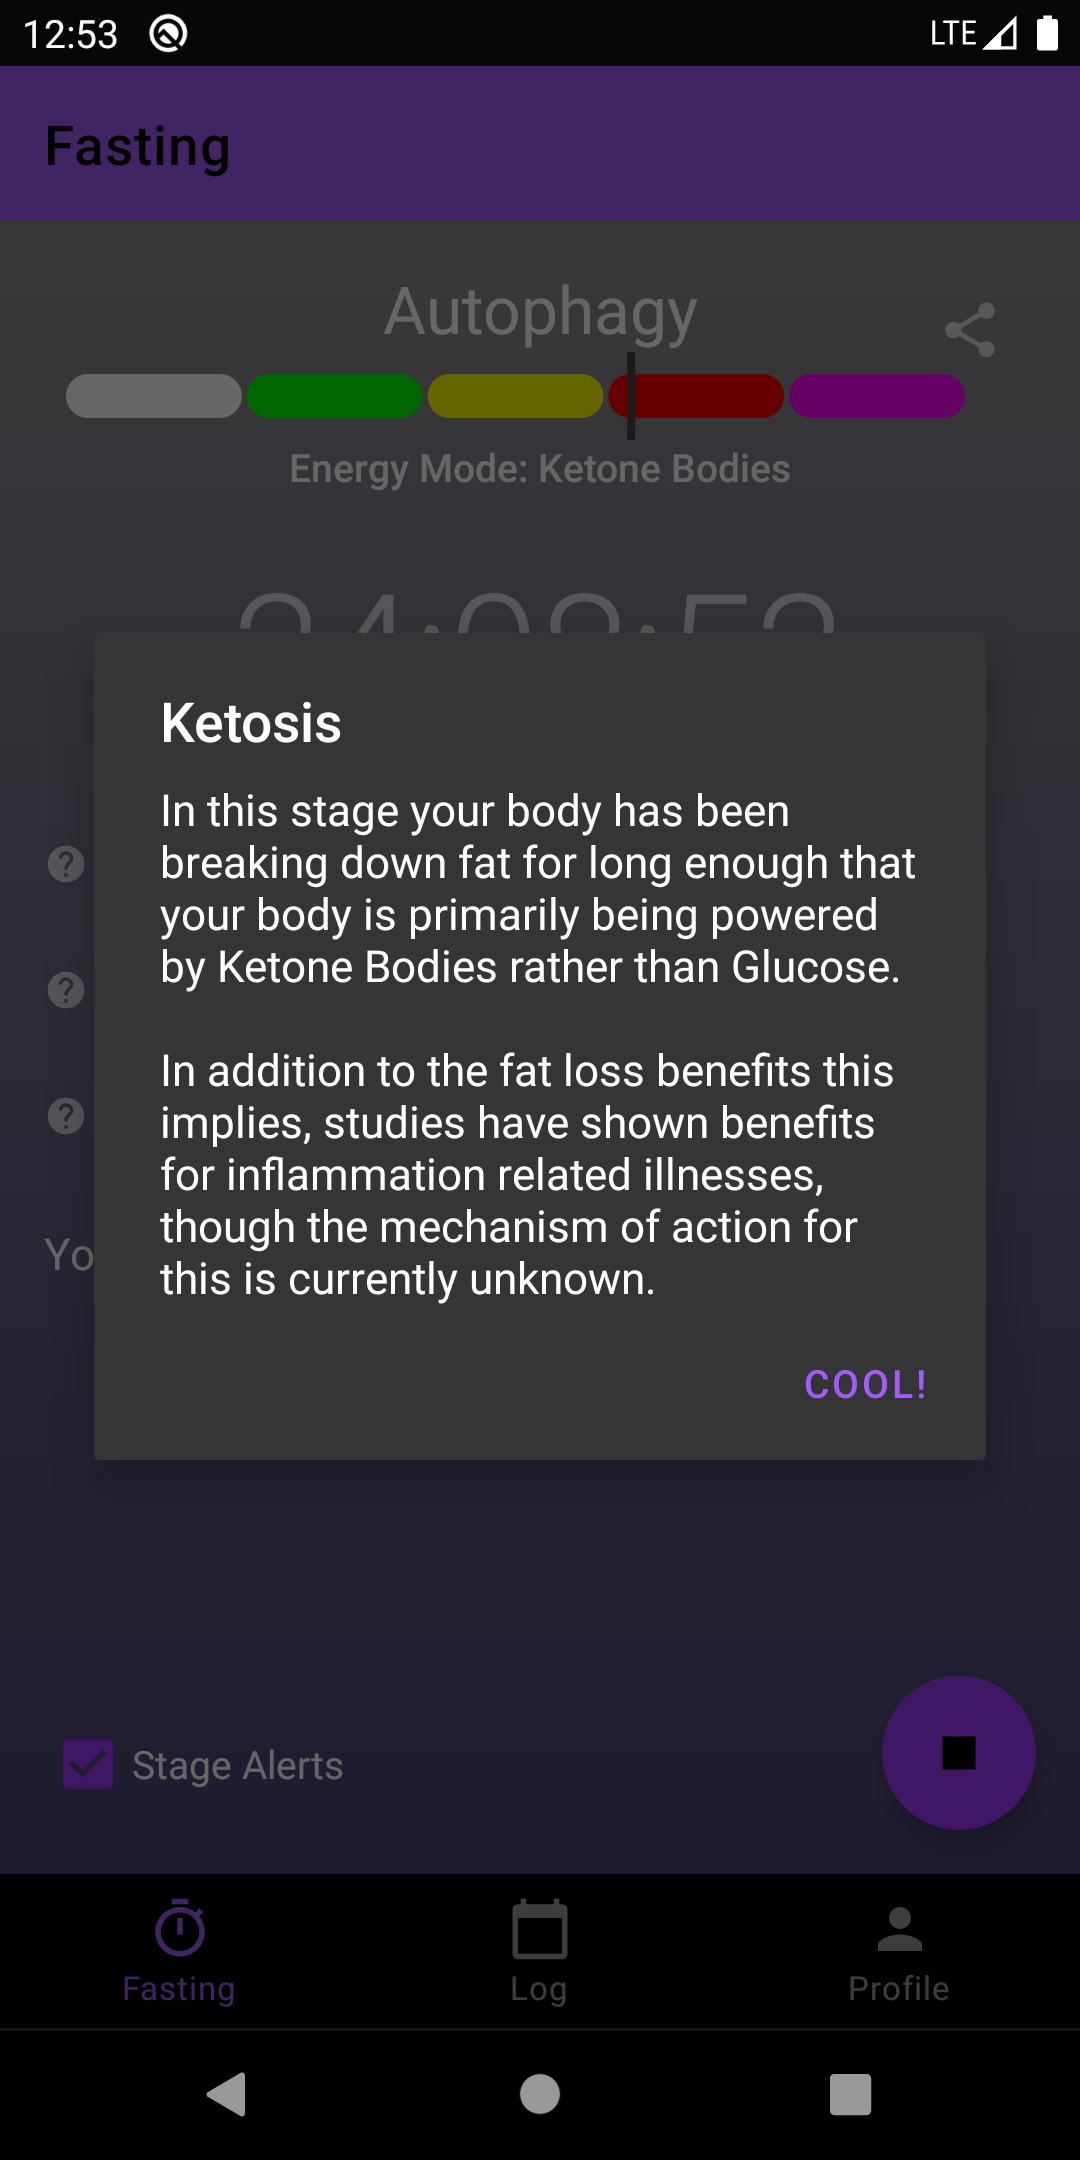 12:53
LTE
Fasting
Autophagy
Energy Mode: Ketone Bodies
Ketosis
In this stage your body has been
breaking down fat for long enough that
your body is primarily being powered
by Ketone Bodies rather than Glucose.
In addition to the fat loss benefits this
implies, studies have shown benefits
for inflammation related illnesses,
though the mechanism of action for
this is currently unknown.
COOL!
Stage Alerts
Fasting
Log
Profile